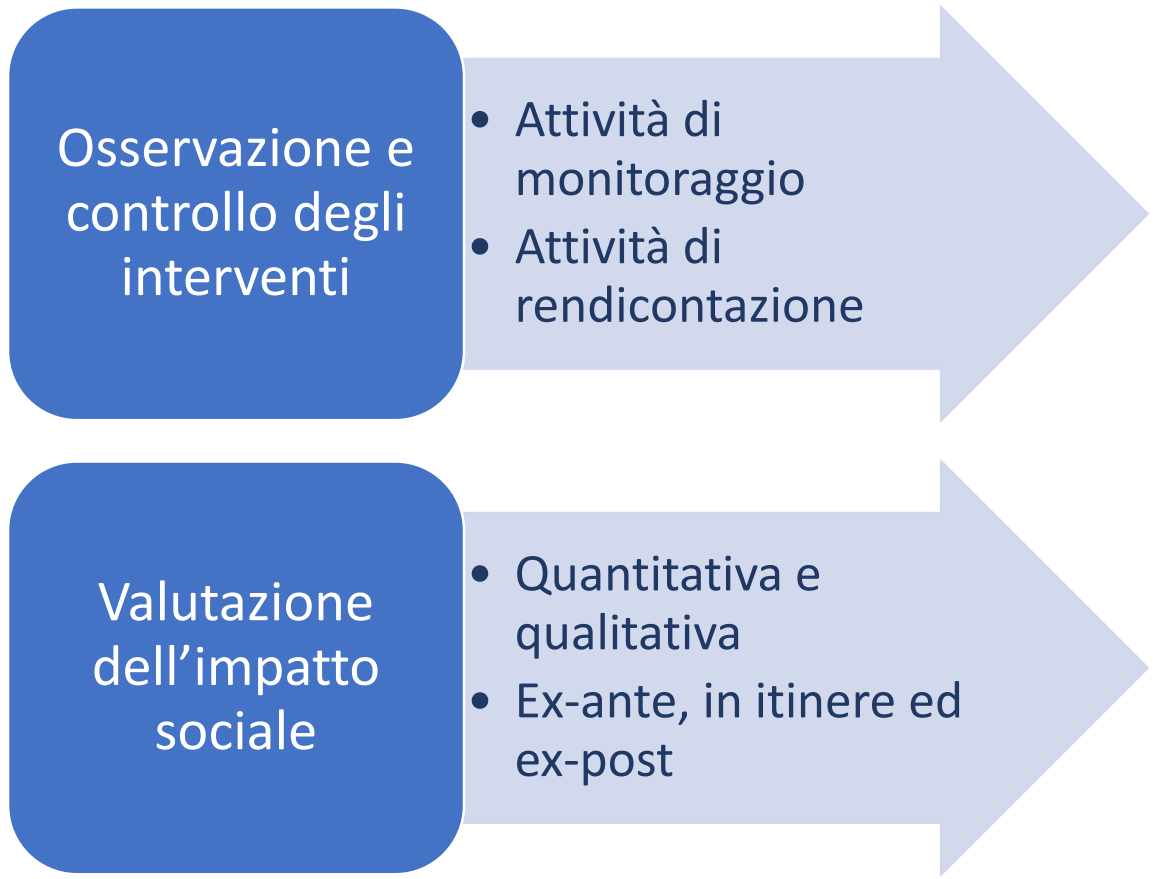 Osservazione e
controllo degli
interventi
• Attività di
monitoraggio
• Attività di
rendicontazione
Valutazione
dell’impatto
sociale
• Quantitativa e
qualitativa
• Ex-ante, in itinere ed
ex-post